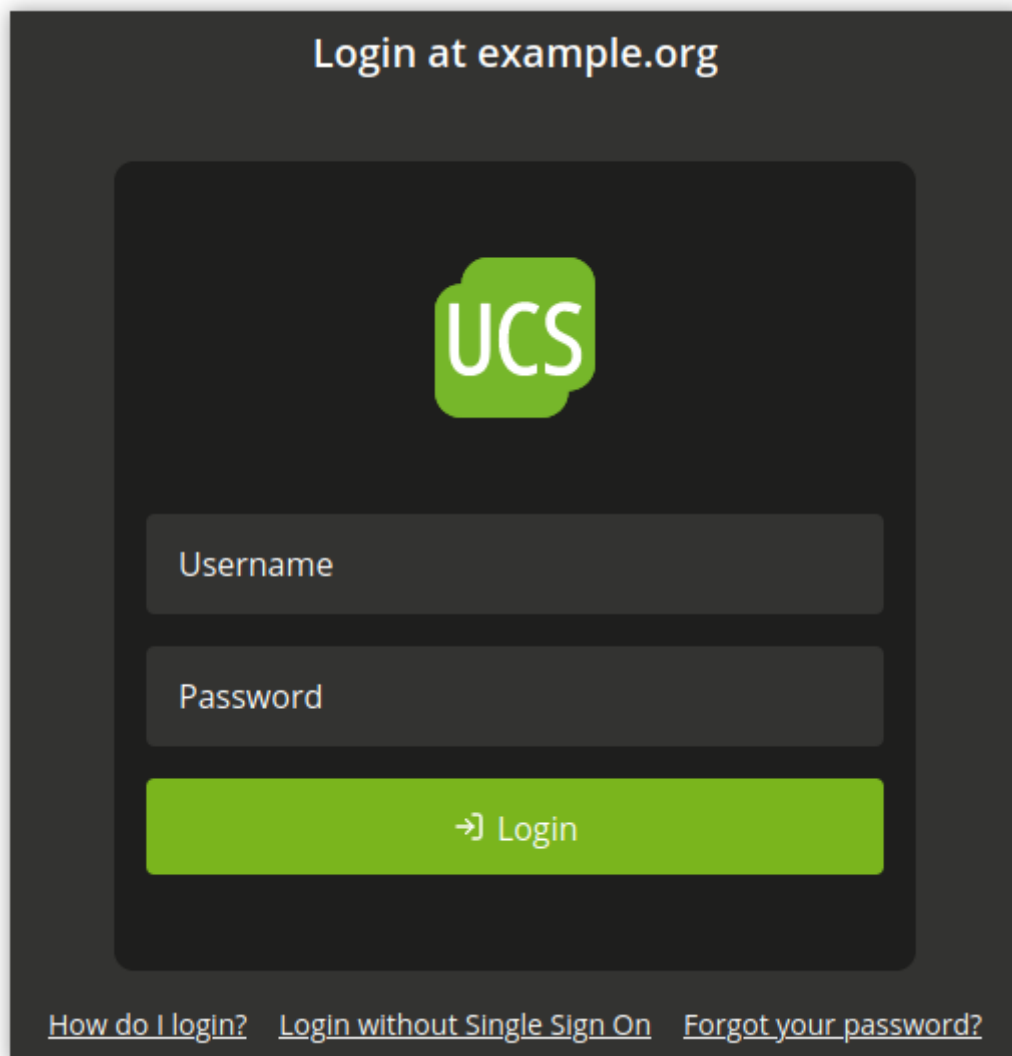 Login at example.org
UCS
Username
Password
Login
How do I login? Login without Single Sign On Forgot your password?